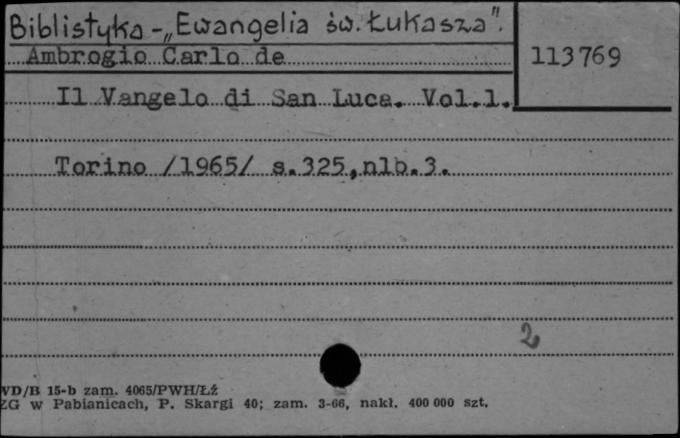 Biblistyka - „Ewangelia św. Łukasza".
Ambrogio Carlo de
113769
Il Vangelo di San Luca. Vol.1.
Torino /1965/ s.325,nlb.3.
2
WD/B 15-b zam. 4065/PWH/Łź
ZG w Pabianicach, P. Skargi 40; zam. 3-66, nakł. 400 000 szt.